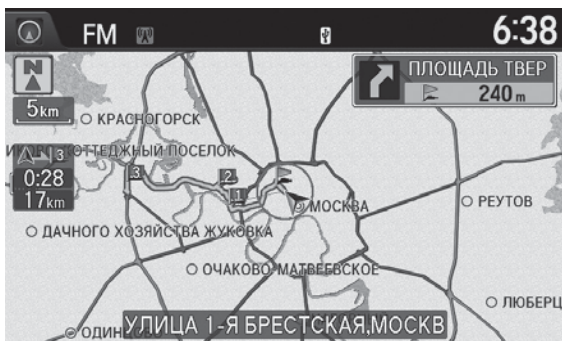 FM
6:38
N
ПЛОЩАДЬ ТВЕР
240 m
5km
КРАСНОГОРСК
КОТТЕДЖНЫЙ ПОСЕЛОК
3
0:28
17km
3
2
1
МОСКВА
РЕУТОВ
ДАЧНОГО ХОЗЯЙСТВА ЖУКОВКА
ОЧАКОВО-МАТВЕЕВСКОЕ
ЛЮБЕРЦ
ОДИНЦОВО
УЛИЦА 1-Я БРЕСТСКАЯ,МОСКВ